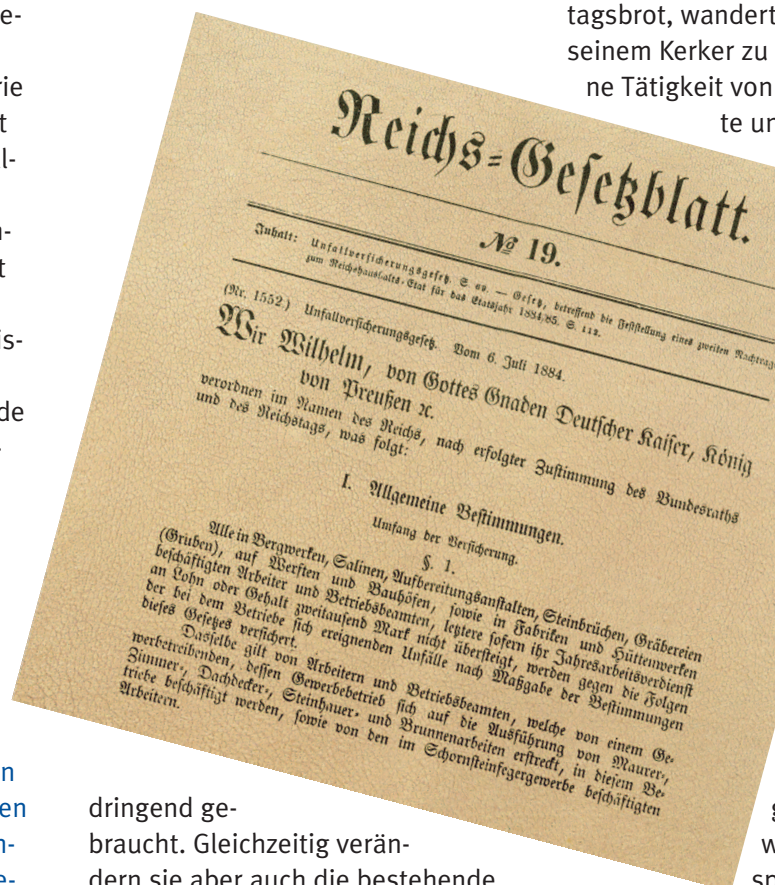 e-
rie
t
l-
n-
t
is-
de
-
n
en
n-
e-
tagsbrot, wandert
seinem Kerker zu
ne Tätigkeit von
te un
Reichs-Gesetzblatt.
№ 19.
Inhalt: Unfallversicherungsgesetz. S. 69. — Gesetz, betreffend die Feststellung eines zweiten Nachtrags
zum Reichshaushalts-Etat für das Etatsjahr 1884/85. S. 112.
(Nr. 1552.) Unfallversicherungsgesetz. Vom 6. Juli 1884.
Wir Wilhelm, von Gottes Gnaden Deutscher Kaiser, König
von Preußen ꝛc.
verordnen im Namen des Reichs, nach erfolgter Zustimmung des Bundesraths
und des Reichstags, was folgt:
I. Allgemeine Bestimmungen.
Umfang der Versicherung.
§. 1.
Alle in Bergwerken, Salinen, Aufbereitungsanstalten, Steinbrüchen, Gräbereien
(Gruben), auf Werften und Bauhöfen, sowie in Fabriken und Hüttenwerken
beschäftigten Arbeiter und Betriebsbeamten, letztere sofern ihr Jahresarbeitsverdienst
an Lohn oder Gehalt zweitausend Mark nicht übersteigt, werden gegen die Folgen
der bei dem Betriebe sich ereignenden Unfälle nach Maßgabe der Bestimmungen
dieses Gesetzes versichert.
Dasselbe gilt von Arbeitern und Betriebsbeamten, welche von einem Ge-
werbetreibenden, dessen Gewerbebetrieb sich auf die Ausführung von Maurer-,
Zimmer-, Dachdecker-, Steinhauer- und Brunnenarbeiten erstreckt, in diesem Be-
triebe beschäftigt werden, sowie von den im Schornsteinfegergewerbe beschäftigten
Arbeitern.
dringend ge-
braucht. Gleichzeitig verän-
dern sie aber auch die bestehende
g
w
sp